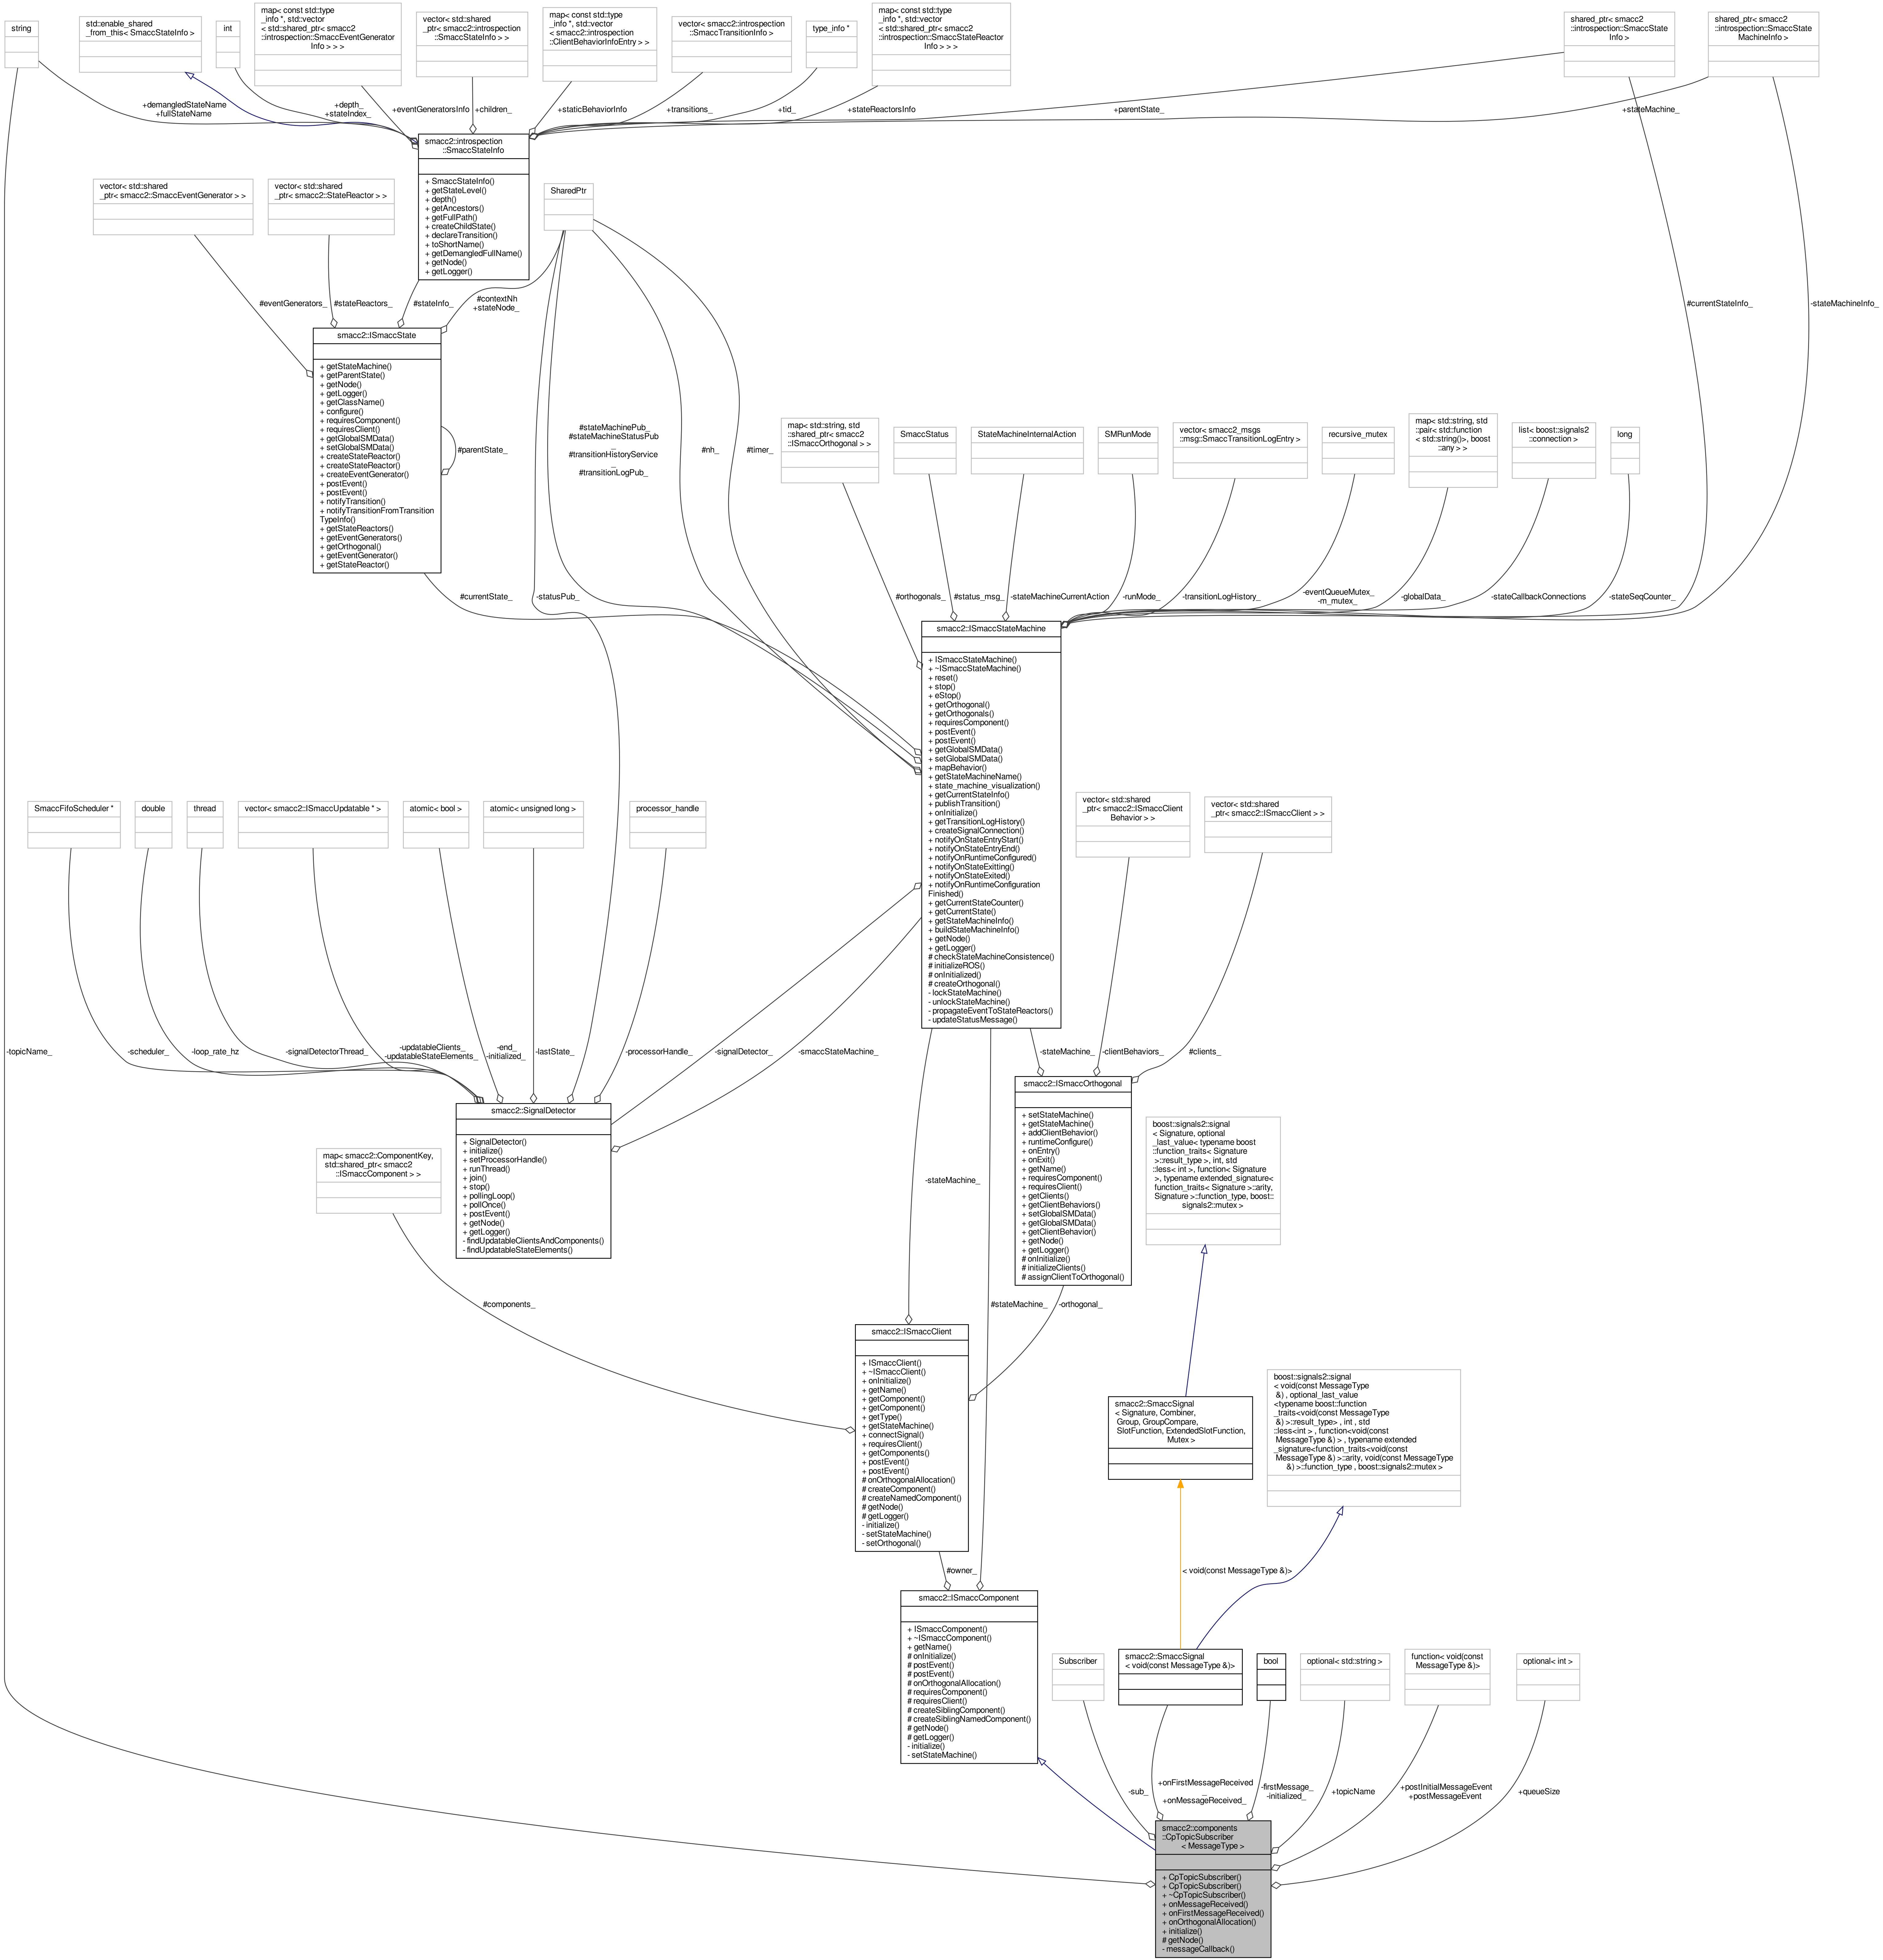 string
std::enable_shared
_from_this< SmaccStateInfo >
int
map< const std::type
_info *, std::vector
< std::shared_ptr< smacc2
::introspection::SmaccEventGenerator
Info > > >
vector< std::shared
_ptr< smacc2::introspection
::SmaccStateInfo > >
map< const std::type
_info *, std::vector
< smacc2::introspection
::ClientBehaviorInfoEntry > >
vector< smacc2::introspection
::SmaccTransitionInfo >
type_info *
map< const std::type
_info *, std::vector
< std::shared_ptr< smacc2
::introspection::SmaccStateReactor
Info > > >
shared_ptr< smacc2
::introspection::SmaccState
Info >
shared_ptr< smacc2
::introspection::SmaccState
MachineInfo >
+demangledStateName
+fullStateName
+depth_
+stateIndex_
+eventGeneratorsInfo
+children_
+staticBehaviorInfo
+transitions_
+tid_
+stateReactorsInfo
+parentState_
+stateMachine_
smacc2::introspection
::SmaccStateInfo
+ SmaccStateInfo()
+ getStateLevel()
+ depth()
+ getAncestors()
+ getFullPath()
+ createChildState()
+ declareTransition()
+ toShortName()
+ getDemangledFullName()
+ getNode()
+ getLogger()
vector< std::shared
_ptr< smacc2::SmaccEventGenerator > >
vector< std::shared
_ptr< smacc2::StateReactor > >
SharedPtr
#eventGenerators_
#stateReactors_
#stateInfo_
#contextNh
+stateNode_
#currentStateInfo_
-stateMachineInfo_
smacc2::ISmaccState
+ getStateMachine()
+ getParentState()
+ getNode()
+ getLogger()
+ getClassName()
+ configure()
+ requiresComponent()
+ requiresClient()
+ getGlobalSMData()
+ setGlobalSMData()
+ createStateReactor()
+ createStateReactor()
+ createEventGenerator()
+ postEvent()
+ postEvent()
+ notifyTransition()
+ notifyTransitionFromTransition
TypeInfo()
+ getStateReactors()
+ getEventGenerators()
+ getOrthogonal()
+ getEventGenerator()
+ getStateReactor()
#parentState_
#stateMachinePub_
#stateMachineStatusPub
_
#transitionHistoryService
_
#transitionLogPub_
#nh_
#timer_
map< std::string, std
::shared_ptr< smacc2
::ISmaccOrthogonal > >
SmaccStatus
StateMachineInternalAction
SMRunMode
vector< smacc2_msgs
::msg::SmaccTransitionLogEntry >
recursive_mutex
map< std::string, std
::pair< std::function
< std::string()>, boost
::any > >
list< boost::signals2
::connection >
long
#currentState_
-statusPub_
#orthogonals_
#status_msg_
-stateMachineCurrentAction
-runMode_
-transitionLogHistory_
-eventQueueMutex_
-m_mutex_
-globalData_
-stateCallbackConnections
-stateSeqCounter_
smacc2::ISmaccStateMachine
+ ISmaccStateMachine()
+ ~ISmaccStateMachine()
+ reset()
+ stop()
+ eStop()
+ getOrthogonal()
+ getOrthogonals()
+ requiresComponent()
+ postEvent()
+ postEvent()
+ getGlobalSMData()
+ setGlobalSMData()
+ mapBehavior()
+ getStateMachineName()
+ state_machine_visualization()
+ getCurrentStateInfo()
+ publishTransition()
+ onInitialize()
+ getTransitionLogHistory()
+ createSignalConnection()
+ notifyOnStateEntryStart()
+ notifyOnStateEntryEnd()
+ notifyOnRuntimeConfigured()
+ notifyOnStateExitting()
+ notifyOnStateExited()
+ notifyOnRuntimeConfiguration
Finished()
+ getCurrentStateCounter()
+ getCurrentState()
+ getStateMachineInfo()
+ buildStateMachineInfo()
+ getNode()
+ getLogger()
# checkStateMachineConsistence()
# initializeROS()
# onInitialized()
# createOrthogonal()
- lockStateMachine()
- unlockStateMachine()
- propagateEventToStateReactors()
- updateStatusMessage()
SmaccFifoScheduler *
double
thread
vector< smacc2::ISmaccUpdatable * >
atomic< bool >
atomic< unsigned long >
processor_handle
vector< std::shared
_ptr< smacc2::ISmaccClient
Behavior > >
vector< std::shared
_ptr< smacc2::ISmaccClient > >
-topicName_
-scheduler_
-loop_rate_hz
-signalDetectorThread_
-updatableClients_
-updatableStateElements_
-end_
-initialized_
-lastState_
-processorHandle_
-signalDetector_
-smaccStateMachine_
-stateMachine_
-clientBehaviors_
#clients_
smacc2::SignalDetector
+ SignalDetector()
+ initialize()
+ setProcessorHandle()
+ runThread()
+ join()
+ stop()
+ pollingLoop()
+ pollOnce()
+ postEvent()
+ getNode()
+ getLogger()
- findUpdatableClientsAndComponents()
- findUpdatableStateElements()
smacc2::ISmaccOrthogonal
+ setStateMachine()
+ getStateMachine()
+ addClientBehavior()
+ runtimeConfigure()
+ onEntry()
+ onExit()
+ getName()
+ requiresComponent()
+ requiresClient()
+ getClients()
+ getClientBehaviors()
+ setGlobalSMData()
+ getGlobalSMData()
+ getClientBehavior()
+ getNode()
+ getLogger()
# onInitialize()
# initializeClients()
# assignClientToOrthogonal()
map< smacc2::ComponentKey,
std::shared_ptr< smacc2
::ISmaccComponent > >
boost::signals2::signal
< Signature, optional
_last_value< typename boost
::function_traits< Signature
>::result_type >, int, std
::less< int >, function< Signature
>, typename extended_signature<
function_traits< Signature >::arity,
Signature >::function_type, boost::
signals2::mutex >
#components_
-stateMachine_
#stateMachine_
-orthogonal_
smacc2::ISmaccClient
+ ISmaccClient()
+ ~ISmaccClient()
+ onInitialize()
+ getName()
+ getComponent()
+ getComponent()
+ getType()
+ getStateMachine()
+ connectSignal()
+ requiresClient()
+ getComponents()
+ postEvent()
+ postEvent()
# onOrthogonalAllocation()
# createComponent()
# createNamedComponent()
# getNode()
# getLogger()
- initialize()
- setStateMachine()
- setOrthogonal()
smacc2::SmaccSignal
< Signature, Combiner,
Group, GroupCompare,
SlotFunction, ExtendedSlotFunction,
Mutex >
boost::signals2::signal
< void(const MessageType
&) , optional_last_value
<typename boost::function
_traits<void(const MessageType
&) >::result_type> , int , std
::less<int > , function<void(const
MessageType &) > , typename extended
_signature<function_traits<void(const
MessageType &) >::arity, void(const MessageType
&) >::function_type , boost::signals2::mutex >
#owner_
< void(const MessageType &)>
smacc2::ISmaccComponent
+ ISmaccComponent()
+ ~ISmaccComponent()
+ getName()
# onInitialize()
# postEvent()
# postEvent()
# onOrthogonalAllocation()
# requiresComponent()
# requiresClient()
# createSiblingComponent()
# createSiblingNamedComponent()
# getNode()
# getLogger()
- initialize()
- setStateMachine()
Subscriber
smacc2::SmaccSignal
< void(const MessageType &)>
bool
optional< std::string >
function< void(const
MessageType &)>
optional< int >
-sub_
+onFirstMessageReceived
_
+onMessageReceived_
-firstMessage_
-initialized_
+topicName
+postInitialMessageEvent
+postMessageEvent
+queueSize
smacc2::components
::CpTopicSubscriber
< MessageType >
+ CpTopicSubscriber()
+ CpTopicSubscriber()
+ ~CpTopicSubscriber()
+ onMessageReceived()
+ onFirstMessageReceived()
+ onOrthogonalAllocation()
+ initialize()
# getNode()
- messageCallback()